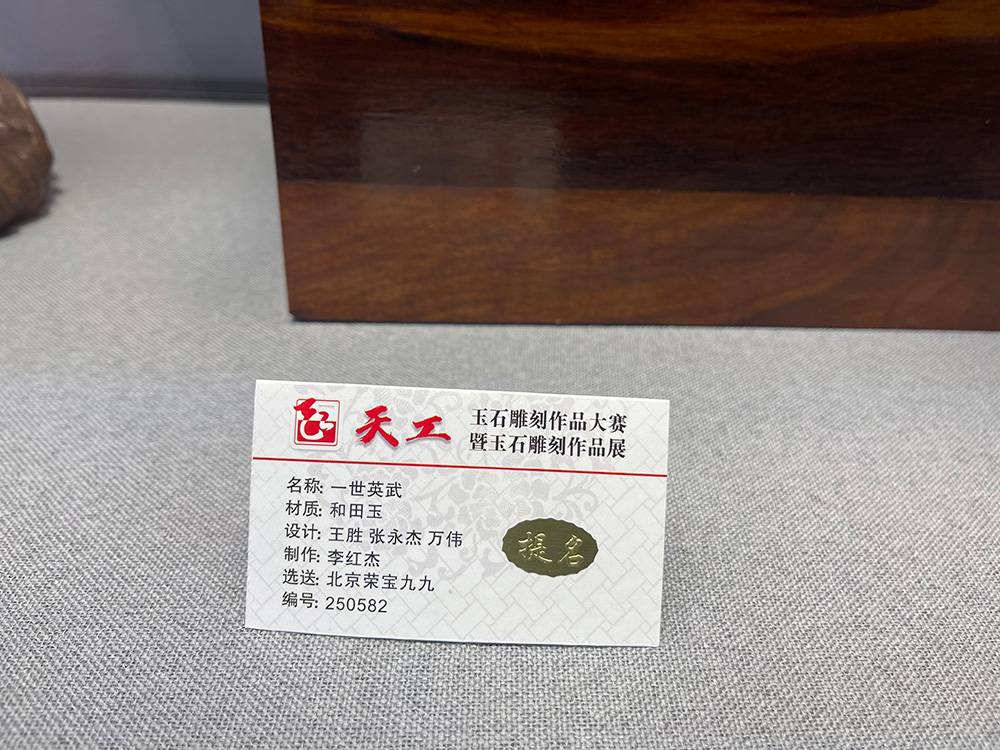 天工
玉石雕刻作品大赛
暨玉石雕刻作品展
名称: 一世英武
材质: 和田玉
设计: 王胜 张永杰 万伟
制作: 李红杰
选送: 北京荣宝九九
编号: 250582
提名